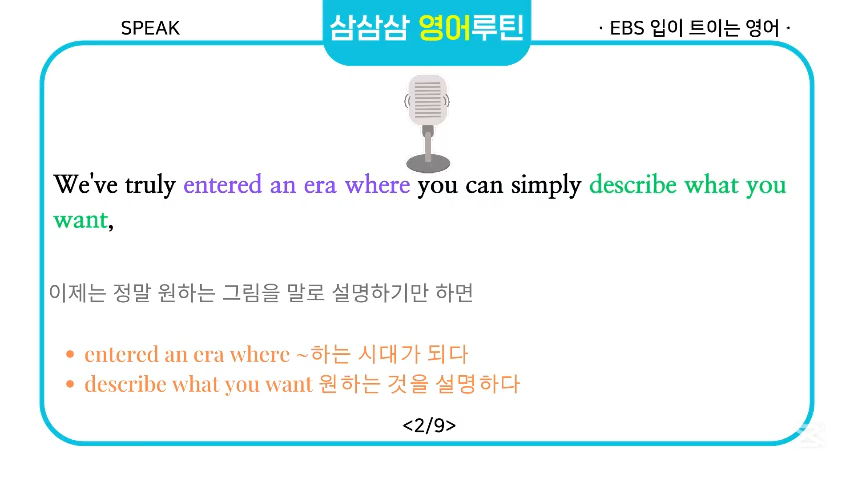 SPEAK
삼삼삼 영어루틴
· EBS 입이 트이는 영어 ·
We've truly entered an era where you can simply describe what you
want,
이제는 정말 원하는 그림을 말로 설명하기만 하면
• entered an era where ~하는 시대가 되다
• describe what you want 원하는 것을 설명하다
<2/9>